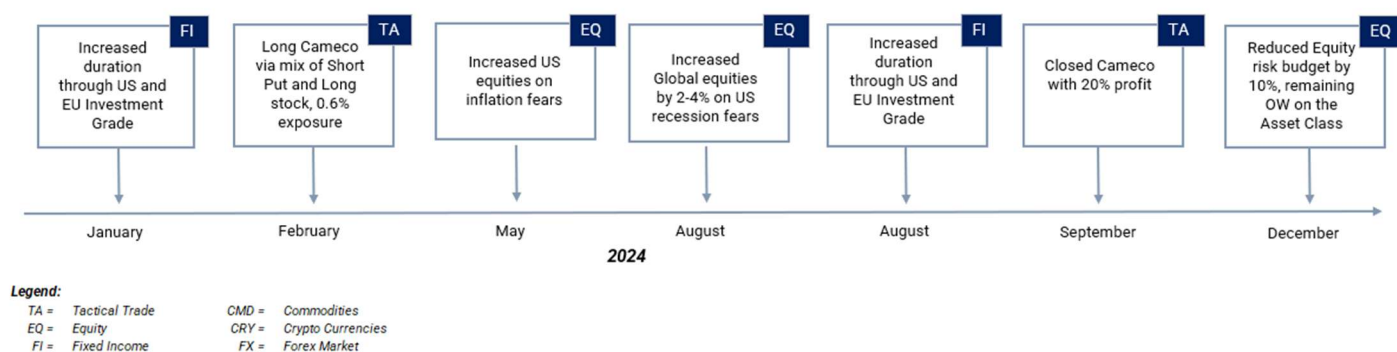 FI
Increased
duration
through US and
EU Investment
Grade
TA
Long Cameco
via mix of Short
Put and Long
stock, 0.6%
exposure
EQ
Increased US
equities on
inflation fears
EQ
Increased
Global equities
by 2-4% on US
recession fears
FI
Increased
duration
through US and
EU Investment
Grade
TA
Closed Cameco
with 20% profit
EQ
Reduced Equity
risk budget by
10%, remaining
OW on the
Asset Class
January
February
May
August
August
September
December
2024
Legend:
TA = Tactical Trade CMD = Commodities
EQ = Equity CRY = Crypto Currencies
FI = Fixed Income FX = Forex Market